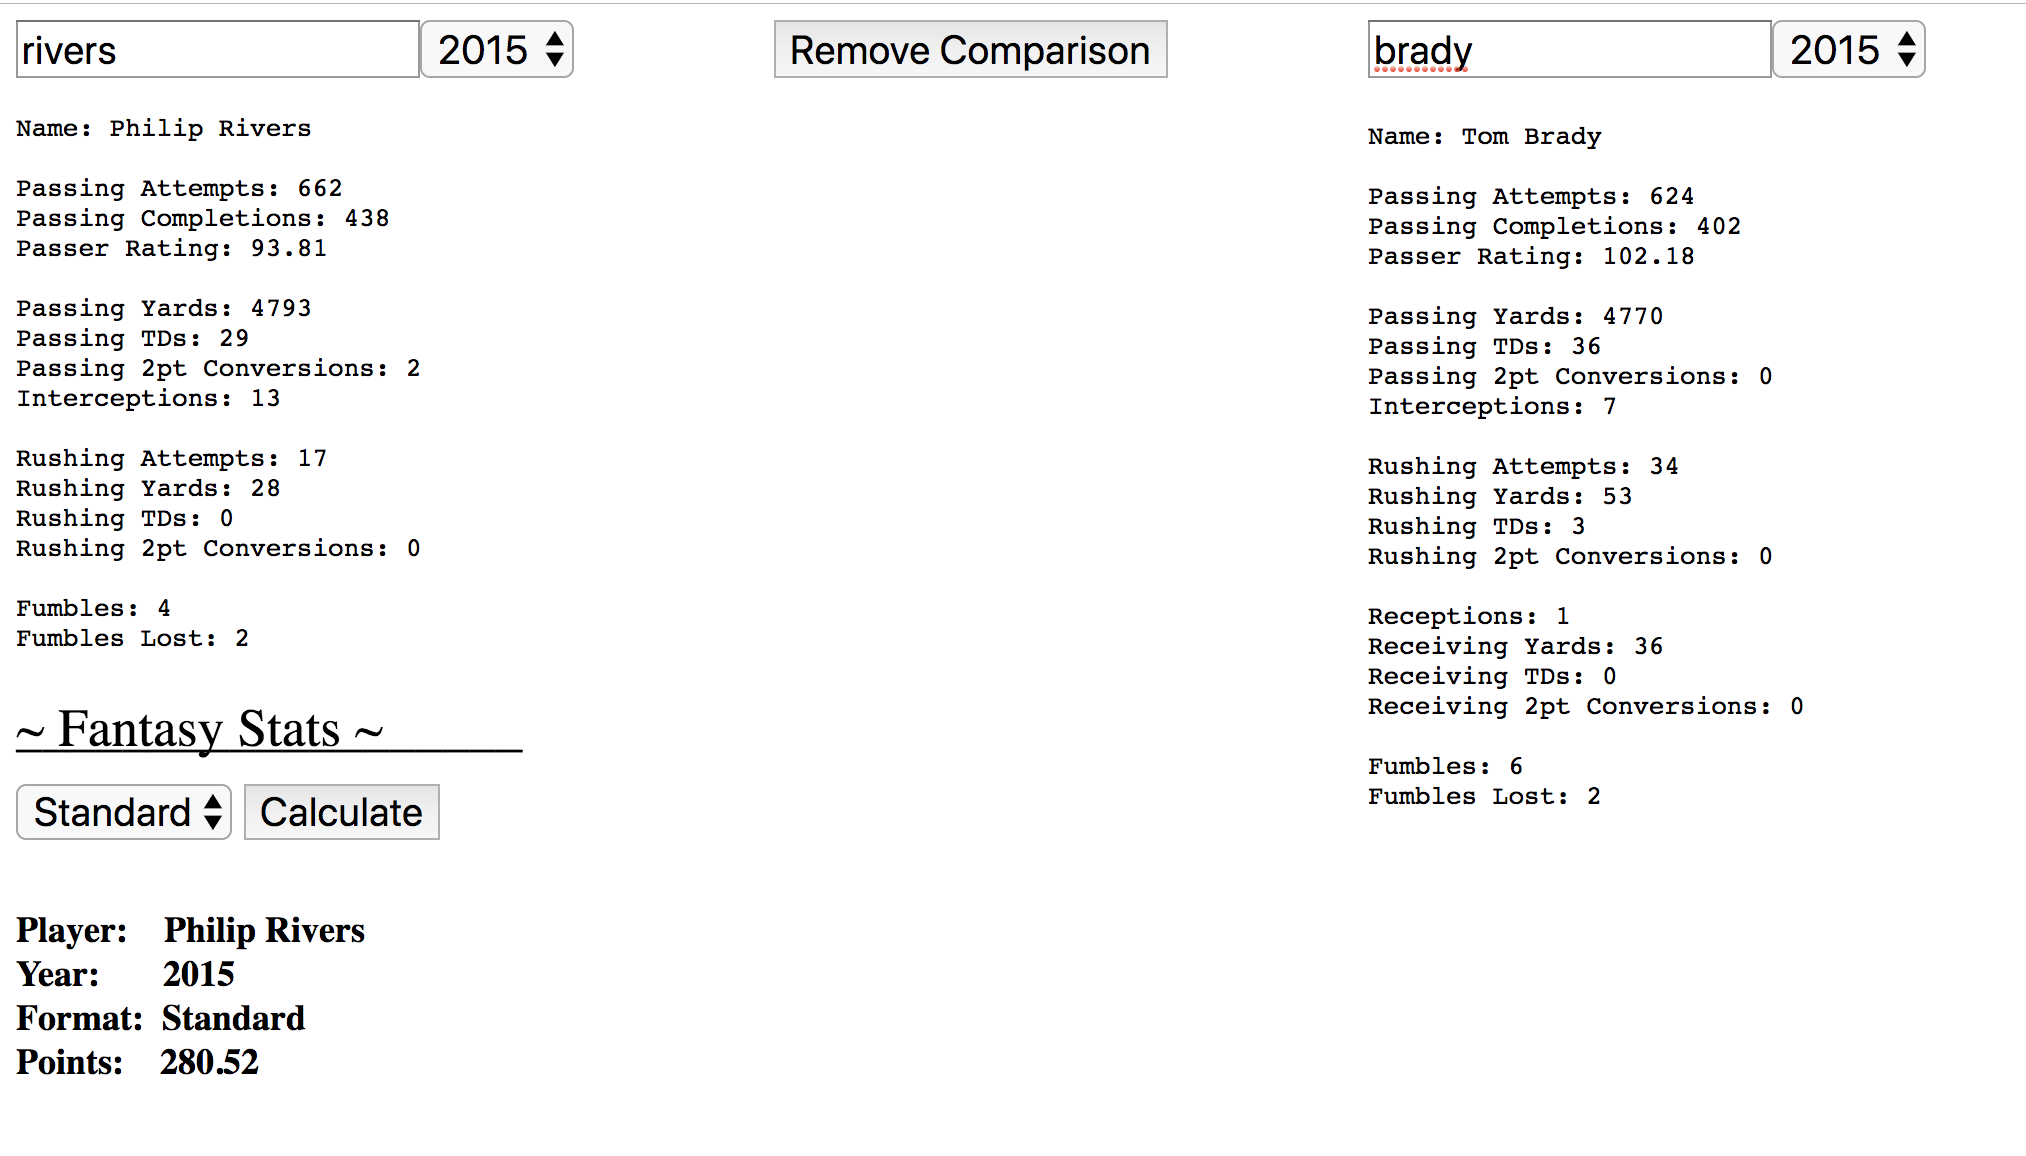 rivers 2015
Remove Comparison
brady 2015
Name: Philip Rivers
Passing Attempts: 662
Passing Completions: 438
Passer Rating: 93.81
Passing Yards: 4793
Passing TDs: 29
Passing 2pt Conversions: 2
Interceptions: 13
Rushing Attempts: 17
Rushing Yards: 28
Rushing TDs: 0
Rushing 2pt Conversions: 0
Fumbles: 4
Fumbles Lost: 2
~ Fantasy Stats ~
Standard Calculate
Player: Philip Rivers
Year: 2015
Format: Standard
Points: 280.52
Name: Tom Brady
Passing Attempts: 624
Passing Completions: 402
Passer Rating: 102.18
Passing Yards: 4770
Passing TDs: 36
Passing 2pt Conversions: 0
Interceptions: 7
Rushing Attempts: 34
Rushing Yards: 53
Rushing TDs: 3
Rushing 2pt Conversions: 0
Receptions: 1
Receiving Yards: 36
Receiving TDs: 0
Receiving 2pt Conversions: 0
Fumbles: 6
Fumbles Lost: 2